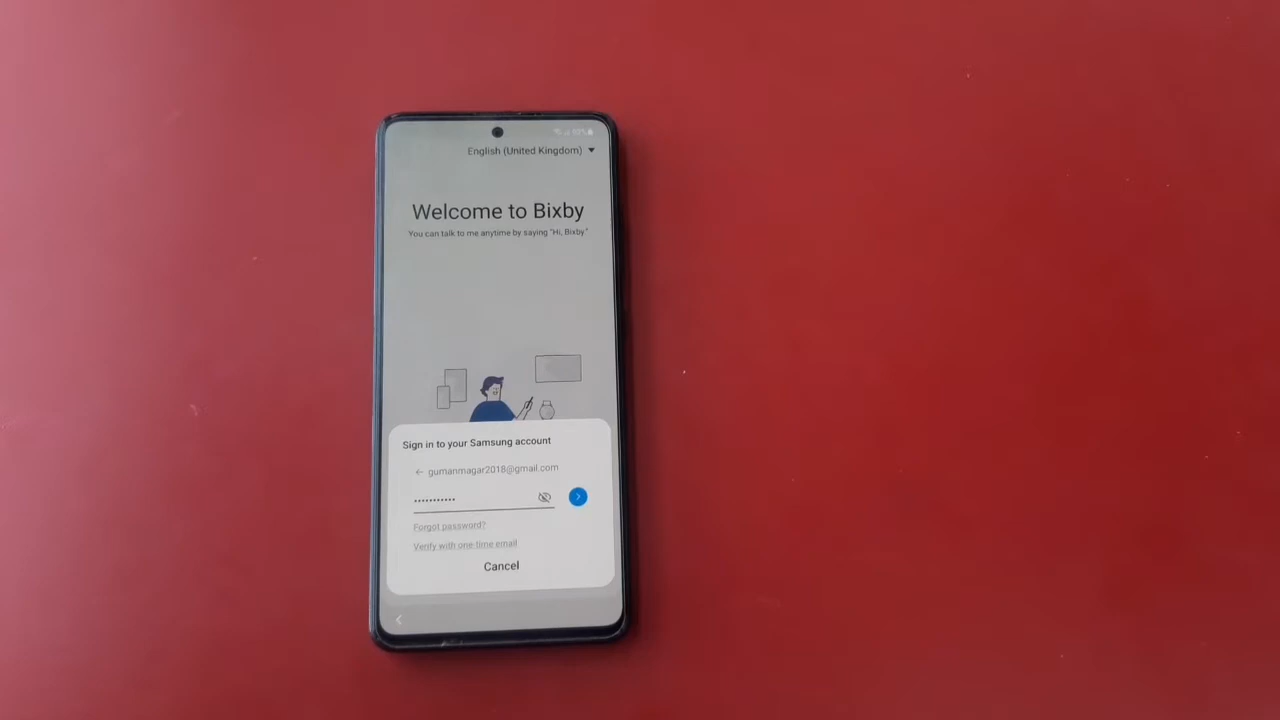 English (United Kingdom)
Welcome to Bixby
You can talk to me anytime by saying "Hi, Bixby."
Sign in to your Samsung account
gumanmagar2018@gmail.com
Forgot password?
Verify with one-time email
Cancel